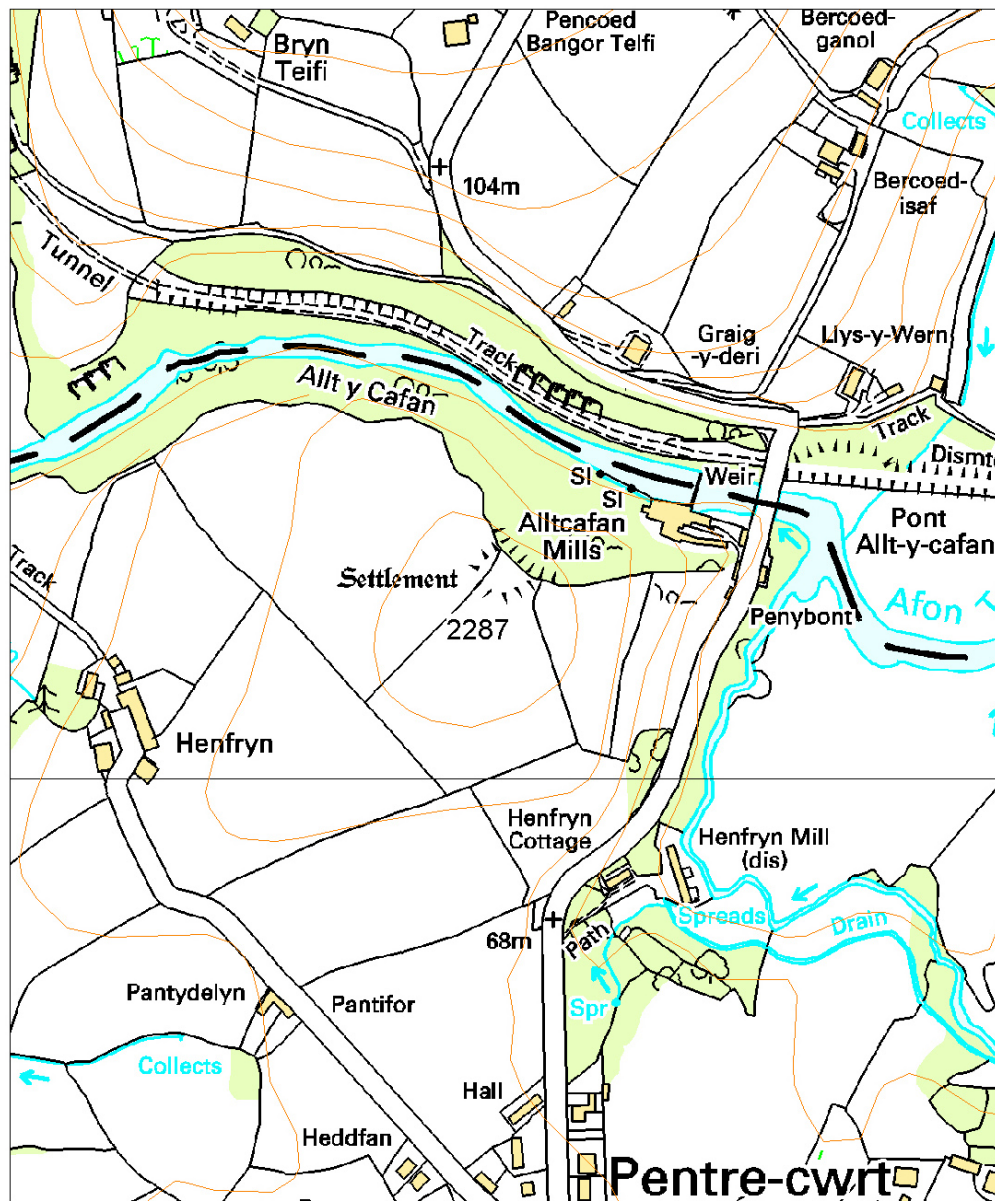 Pencoed
Bangor Telfi
Bercoed-
ganol
Bryn
Teifi
Collects
104m
Bercoed-
isaf
Tunnel
Track
Graig
-y-deri
Llys-y-Wern
Allt y Cafan
Track
Dismtd
Sl
Weir
Sl
Alltcafan
Mills
Pont
Allt-y-cafan
Track
Settlement
Penybont
Afon T
2287
Henfryn
Henfryn
Cottage
Henfryn Mill
(dis)
Spreads
Drain
68m
Path
Pantydelyn
Pantifor
Spr
Collects
Hall
Heddfan
Pentre-cwrt